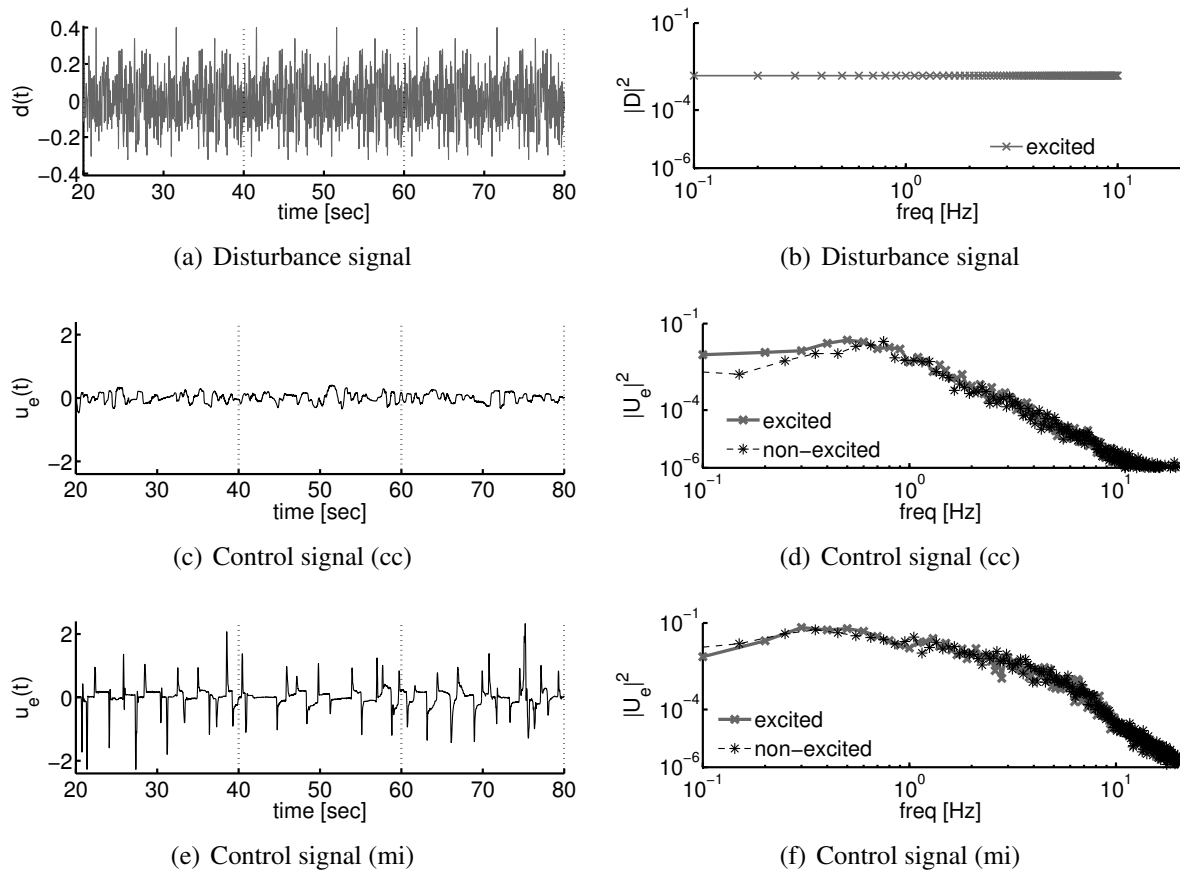 0.4
0.2
0
−0.2
−0.4
d(t)
20 30 40 50 60 70 80
time [sec]
(a) Disturbance signal
10^−1
10^−4
10^−6
|D|^2
excited
10^−1 10^0 10^1
freq [Hz]
(b) Disturbance signal
2
0
−2
u_e(t)
20 30 40 50 60 70 80
time [sec]
(c) Control signal (cc)
10^−1
10^−4
10^−6
|U_e|^2
excited
non−excited
10^−1 10^0 10^1
freq [Hz]
(d) Control signal (cc)
2
0
−2
u_e(t)
20 30 40 50 60 70 80
time [sec]
(e) Control signal (mi)
10^−1
10^−4
10^−6
|U_e|^2
excited
non−excited
10^−1 10^0 10^1
freq [Hz]
(f) Control signal (mi)